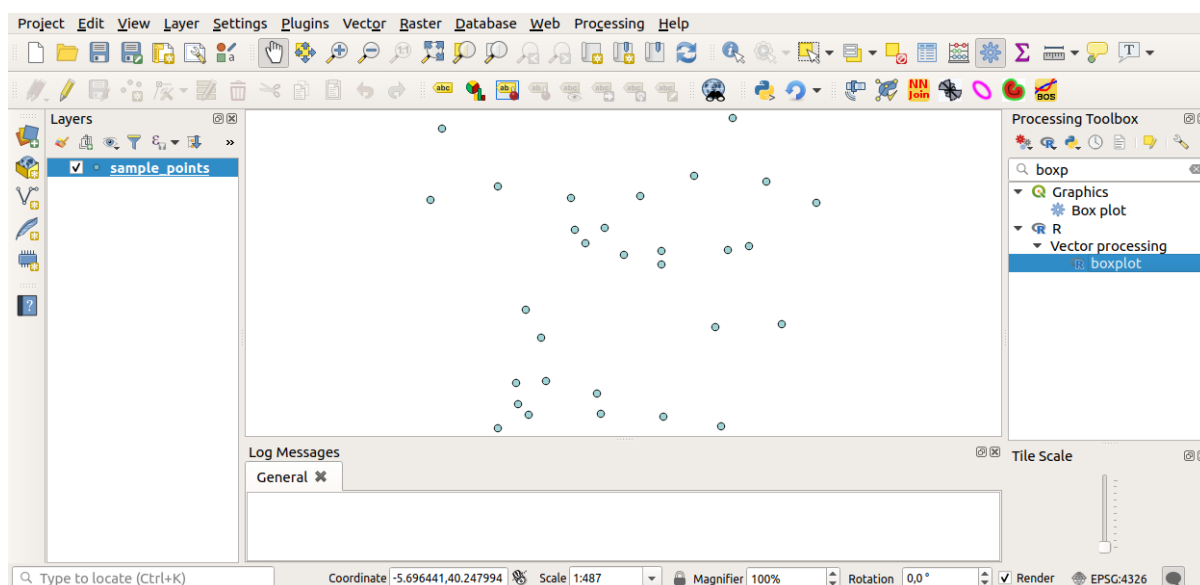 Project Edit View Layer Settings Plugins Vector Raster Database Web Processing Help
abc
NN
Join
BOS
Layers
Processing Toolbox
sample_points
boxp
Graphics
Box plot
R
Vector processing
boxplot
Log Messages
Tile Scale
General
Type to locate (Ctrl+K)
Coordinate -5.696441,40.247994 Scale 1:487 Magnifier 100% Rotation 0,0 ° Render EPSG:4326